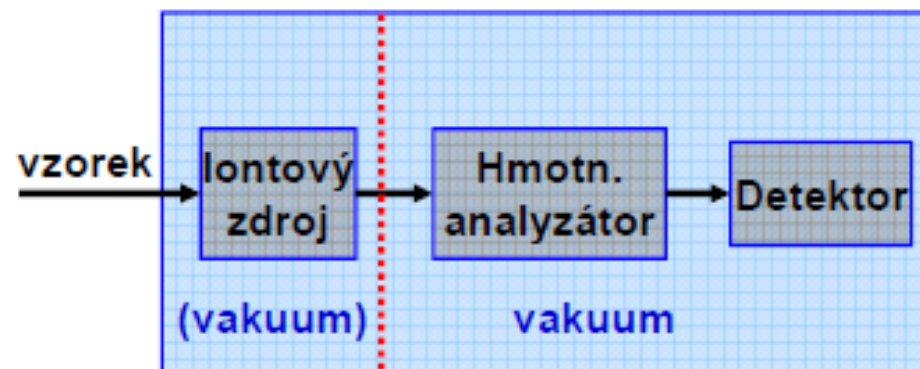 vzorek
Iontový
zdroj
Hmotn.
analyzátor
Detektor
(vakuum)
vakuum